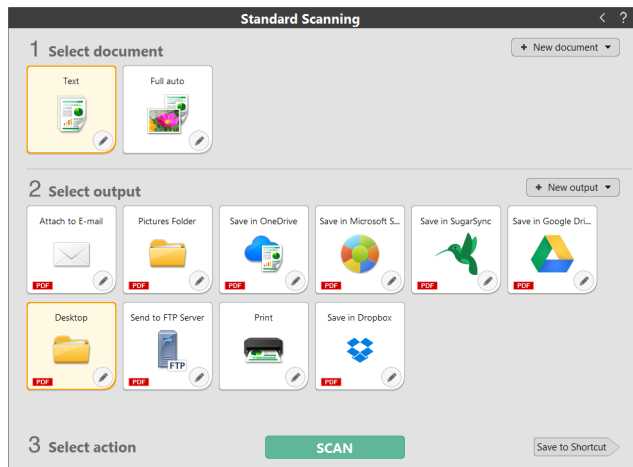 Standard Scanning
< ?
1 Select document
+ New document
Text
Full auto
2 Select output
+ New output
Attach to E-mail
Pictures Folder
Save in OneDrive
Save in Microsoft S...
Save in SugarSync
Save in Google Dri...
PDF
PDF
PDF
PDF
PDF
PDF
Desktop
Send to FTP Server
Print
Save in Dropbox
FTP
PDF
PDF
PDF
3 Select action
SCAN
Save to Shortcut